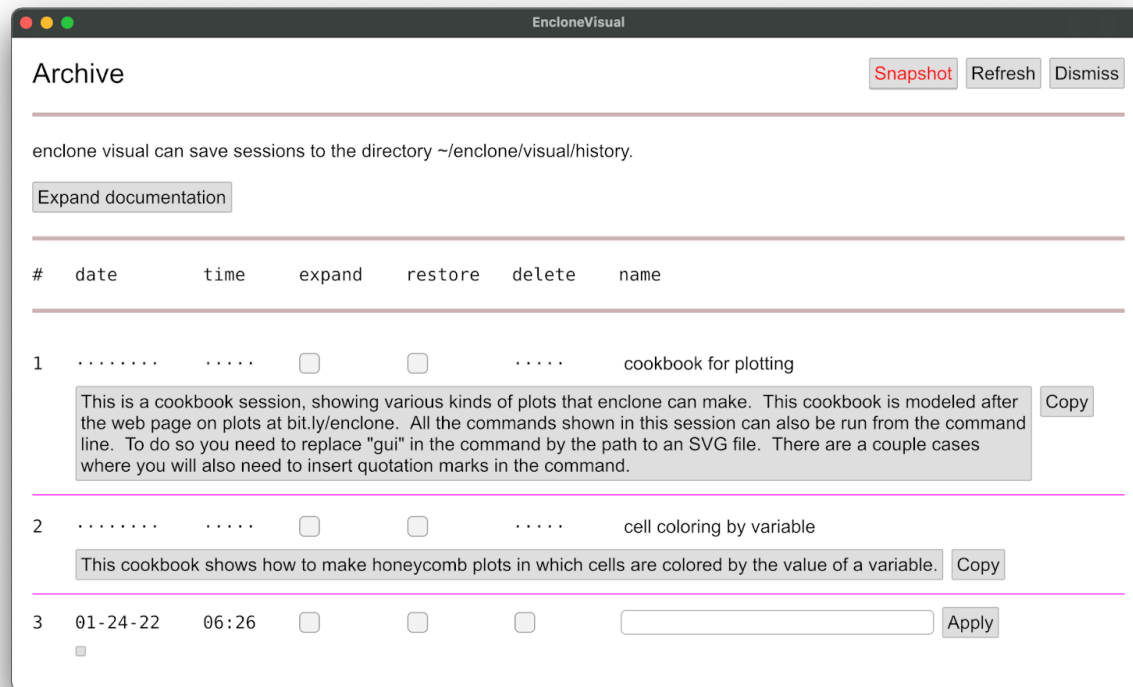 EncloneVisual
Archive
Snapshot Refresh Dismiss
enclone visual can save sessions to the directory ~/enclone/visual/history.
Expand documentation
# date time expand restore delete name
1 ········ ····· ····· cookbook for plotting
This is a cookbook session, showing various kinds of plots that enclone can make.  This cookbook is modeled after
the web page on plots at bit.ly/enclone.  All the commands shown in this session can also be run from the command
line.  To do so you need to replace "gui" in the command by the path to an SVG file.  There are a couple cases
where you will also need to insert quotation marks in the command.
Copy
2 ········ ····· ····· cell coloring by variable
This cookbook shows how to make honeycomb plots in which cells are colored by the value of a variable.
Copy
3 01-24-22 06:26 Apply